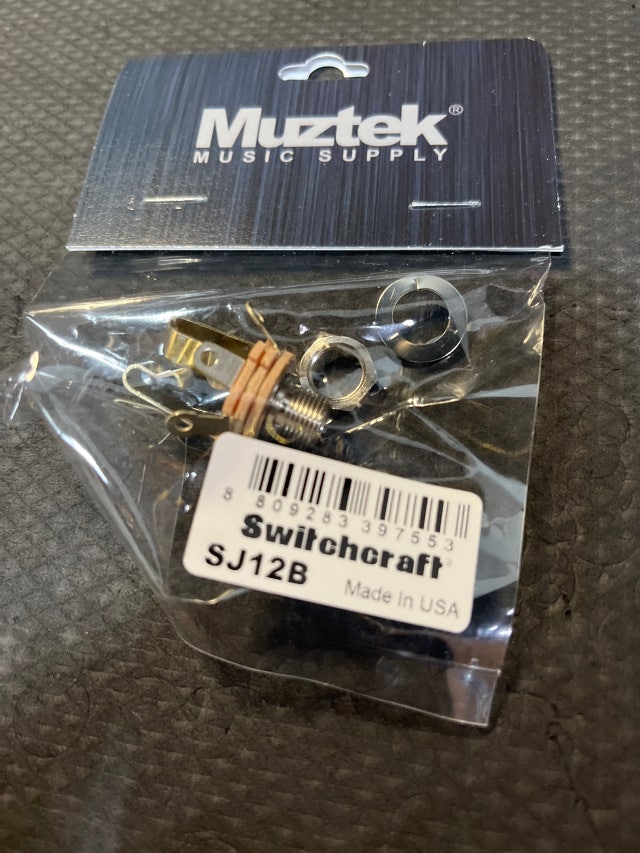 Muztek®
MUSIC SUPPLY
8 809283 397553
Switchcraft
SJ12B
Made In USA